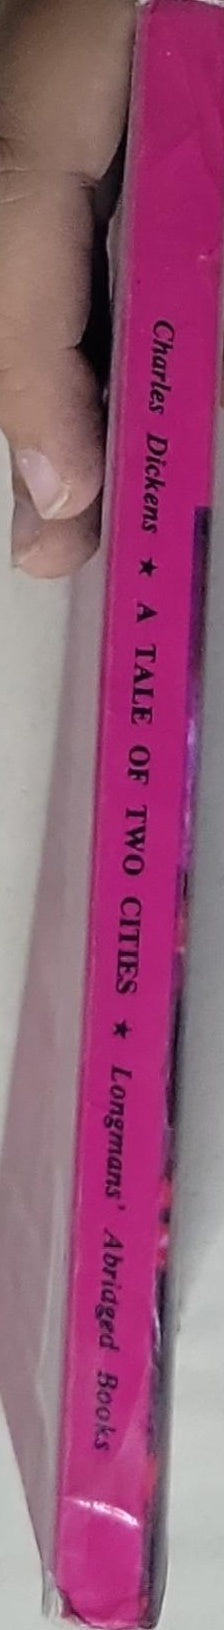 Charles Dickens ★ A TALE OF TWO CITIES ★ Longmans' Abridged Books